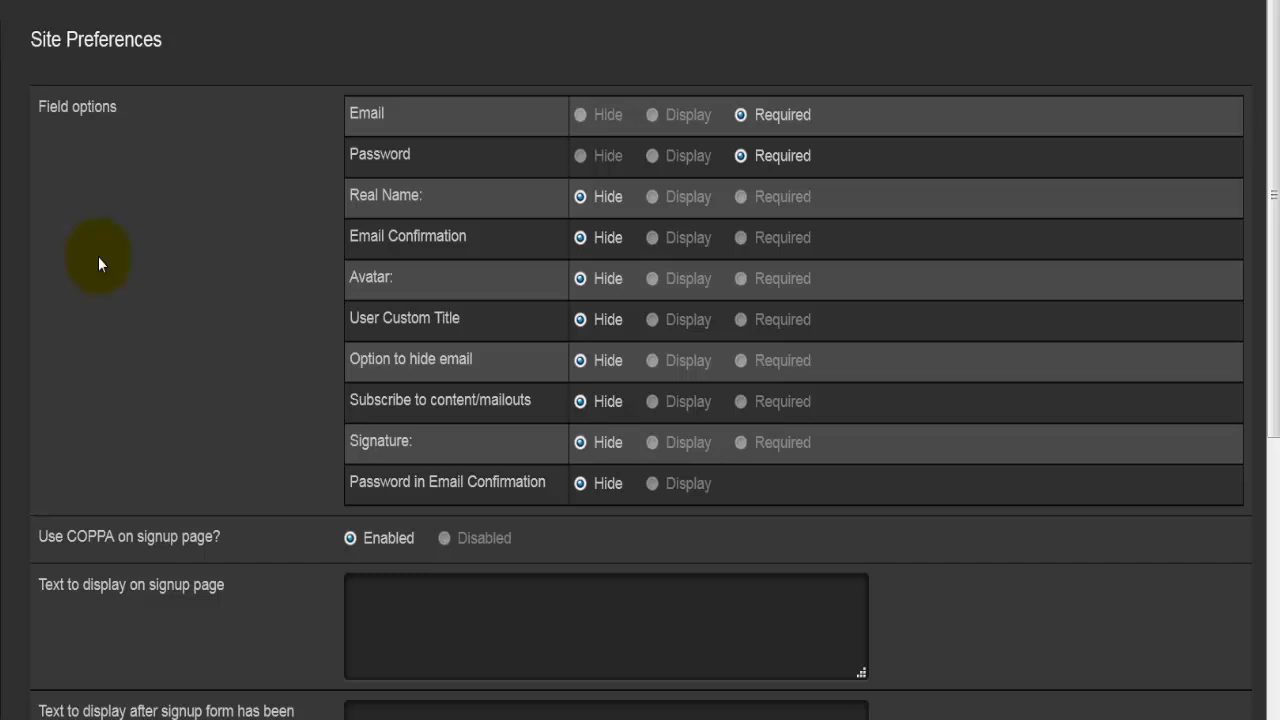 Site Preferences
Field options
Email Hide Display Required
Password Hide Display Required
Real Name: Hide Display Required
Email Confirmation Hide Display Required
Avatar: Hide Display Required
User Custom Title Hide Display Required
Option to hide email Hide Display Required
Subscribe to content/mailouts Hide Display Required
Signature: Hide Display Required
Password in Email Confirmation Hide Display
Use COPPA on signup page? Enabled Disabled
Text to display on signup page
Text to display after signup form has been